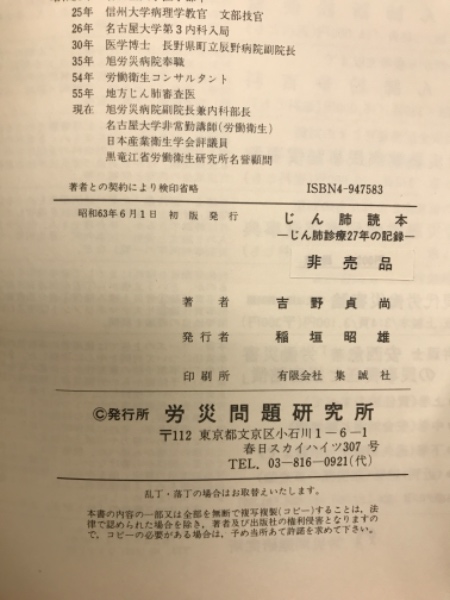 25年 信州大学病理学教官 文部技官
26年 名古屋大学第3内科入局
30年 医学博士 長野県町立辰野病院副院長
35年 旭労災病院奉職
54年 労働衛生コンサルタント
55年 地方じん肺審査医
現在 旭労災病院副院長兼内科部長
名古屋大学非常勤講師(労働衛生)
日本産業衛生学会評議員
黒竜江省労働衛生研究所名誉顧問
著者との契約により検印省略 ISBN4-947583
昭和63年6月1日 初版発行 じん肺読本
―じん肺診療27年の記録―
非売品
著者 吉野貞尚
発行者 稲垣昭雄
印刷所 有限会社 集誠社
©発行所 労災問題研究所
〒112 東京都文京区小石川1-6-1
春日スカイハイツ307号
TEL. 03-816-0921(代)
乱丁・落丁の場合はお取替えいたします。
本書の内容の一部又は全部を無断で複写複製(コピー)することは、法
律で認められた場合を除き、著者及び出版社の権利侵害となりますの
で、コピーの必要がある場合は、予め当所あて許諾を求めて下さい。